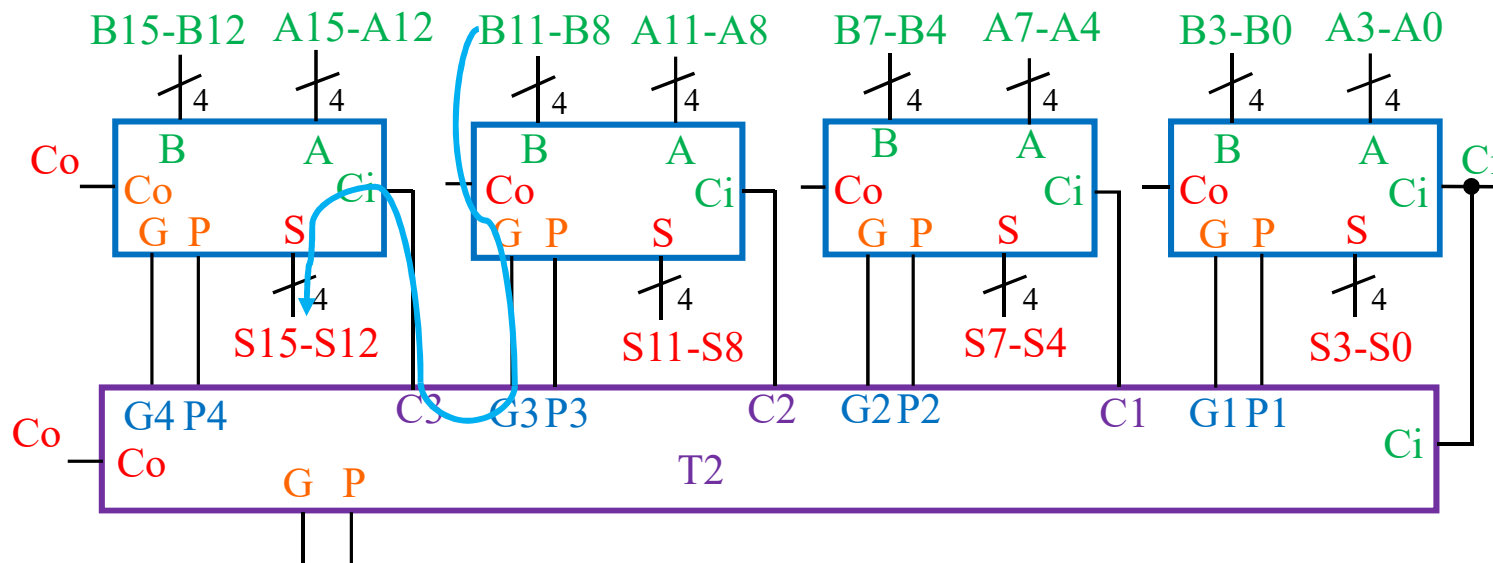 B15-B12 A15-A12 B11-B8 A11-A8 B7-B4 A7-A4 B3-B0 A3-A0
4 4 4 4 4 4 4 4
B A B A B A B A
Co Co Ci Co Ci Co Ci Co Ci Ci
G P S G P S G P S G P S
4 4 4 4
S15-S12 S11-S8 S7-S4 S3-S0
G4 P4 C3 G3 P3 C2 G2 P2 C1 G1 P1
Co Co T2 Ci
G P